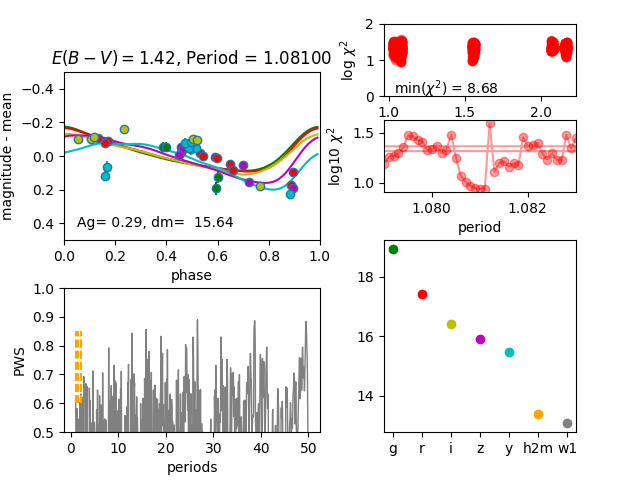 E(B − V) = 1.42, Period = 1.08100
−0.4
−0.2
0.0
0.2
0.4
magnitude - mean
Ag= 0.29, dm=  15.64
0.0 0.2 0.4 0.6 0.8 1.0
phase
2
1
0
log χ²
min(χ²) = 8.68
1.0 1.5 2.0
1.5
1.0
log10 χ²
1.080 1.082
period
1.0
0.9
0.8
0.7
0.6
0.5
PWS
0 10 20 30 40 50
periods
18
16
14
g r i z y h2m w1